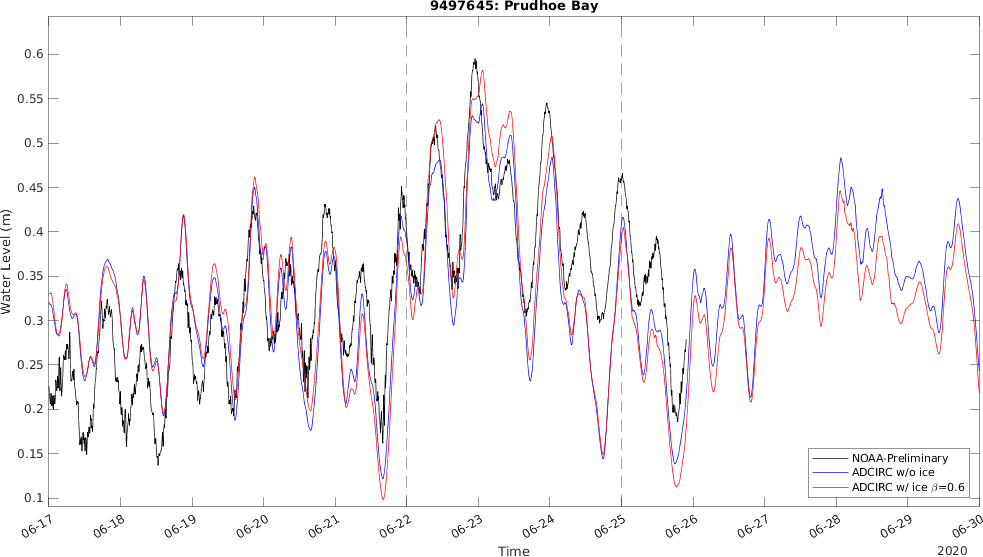 9497645: Prudhoe Bay
Water Level (m)
0.6
0.55
0.5
0.45
0.4
0.35
0.3
0.25
0.2
0.15
0.1
NOAA-Preliminary
ADCIRC w/o ice
ADCIRC w/ ice β=0.6
06-17 06-18 06-19 06-20 06-21 06-22 06-23 06-24 06-25 06-26 06-27 06-28 06-29 06-30
Time
2020